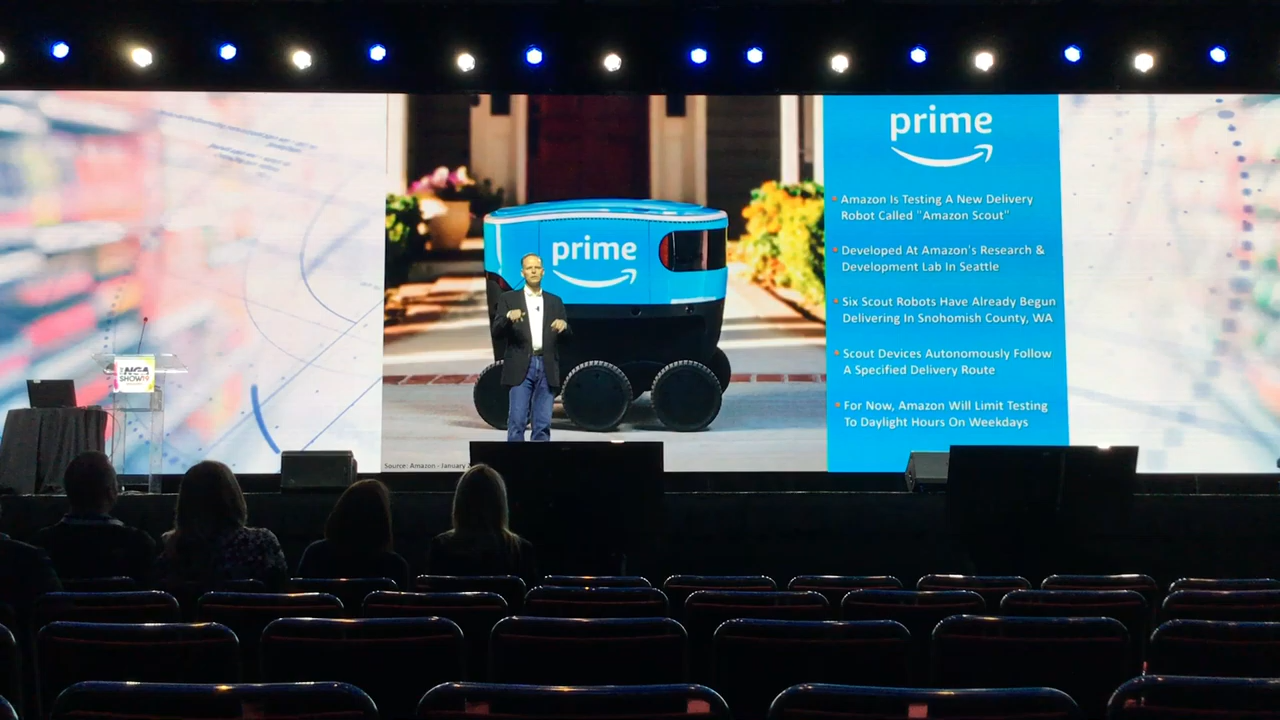 prime
Amazon Is Testing A New Delivery
Robot Called "Amazon Scout"
Developed At Amazon's Research &
Development Lab In Seattle
Six Scout Robots Have Already Begun
Delivering In Snohomish County, WA
Scout Devices Autonomously Follow
A Specified Delivery Route
For Now, Amazon Will Limit Testing
To Daylight Hours On Weekdays
prime
NGA
SHOW
Source: Amazon - January